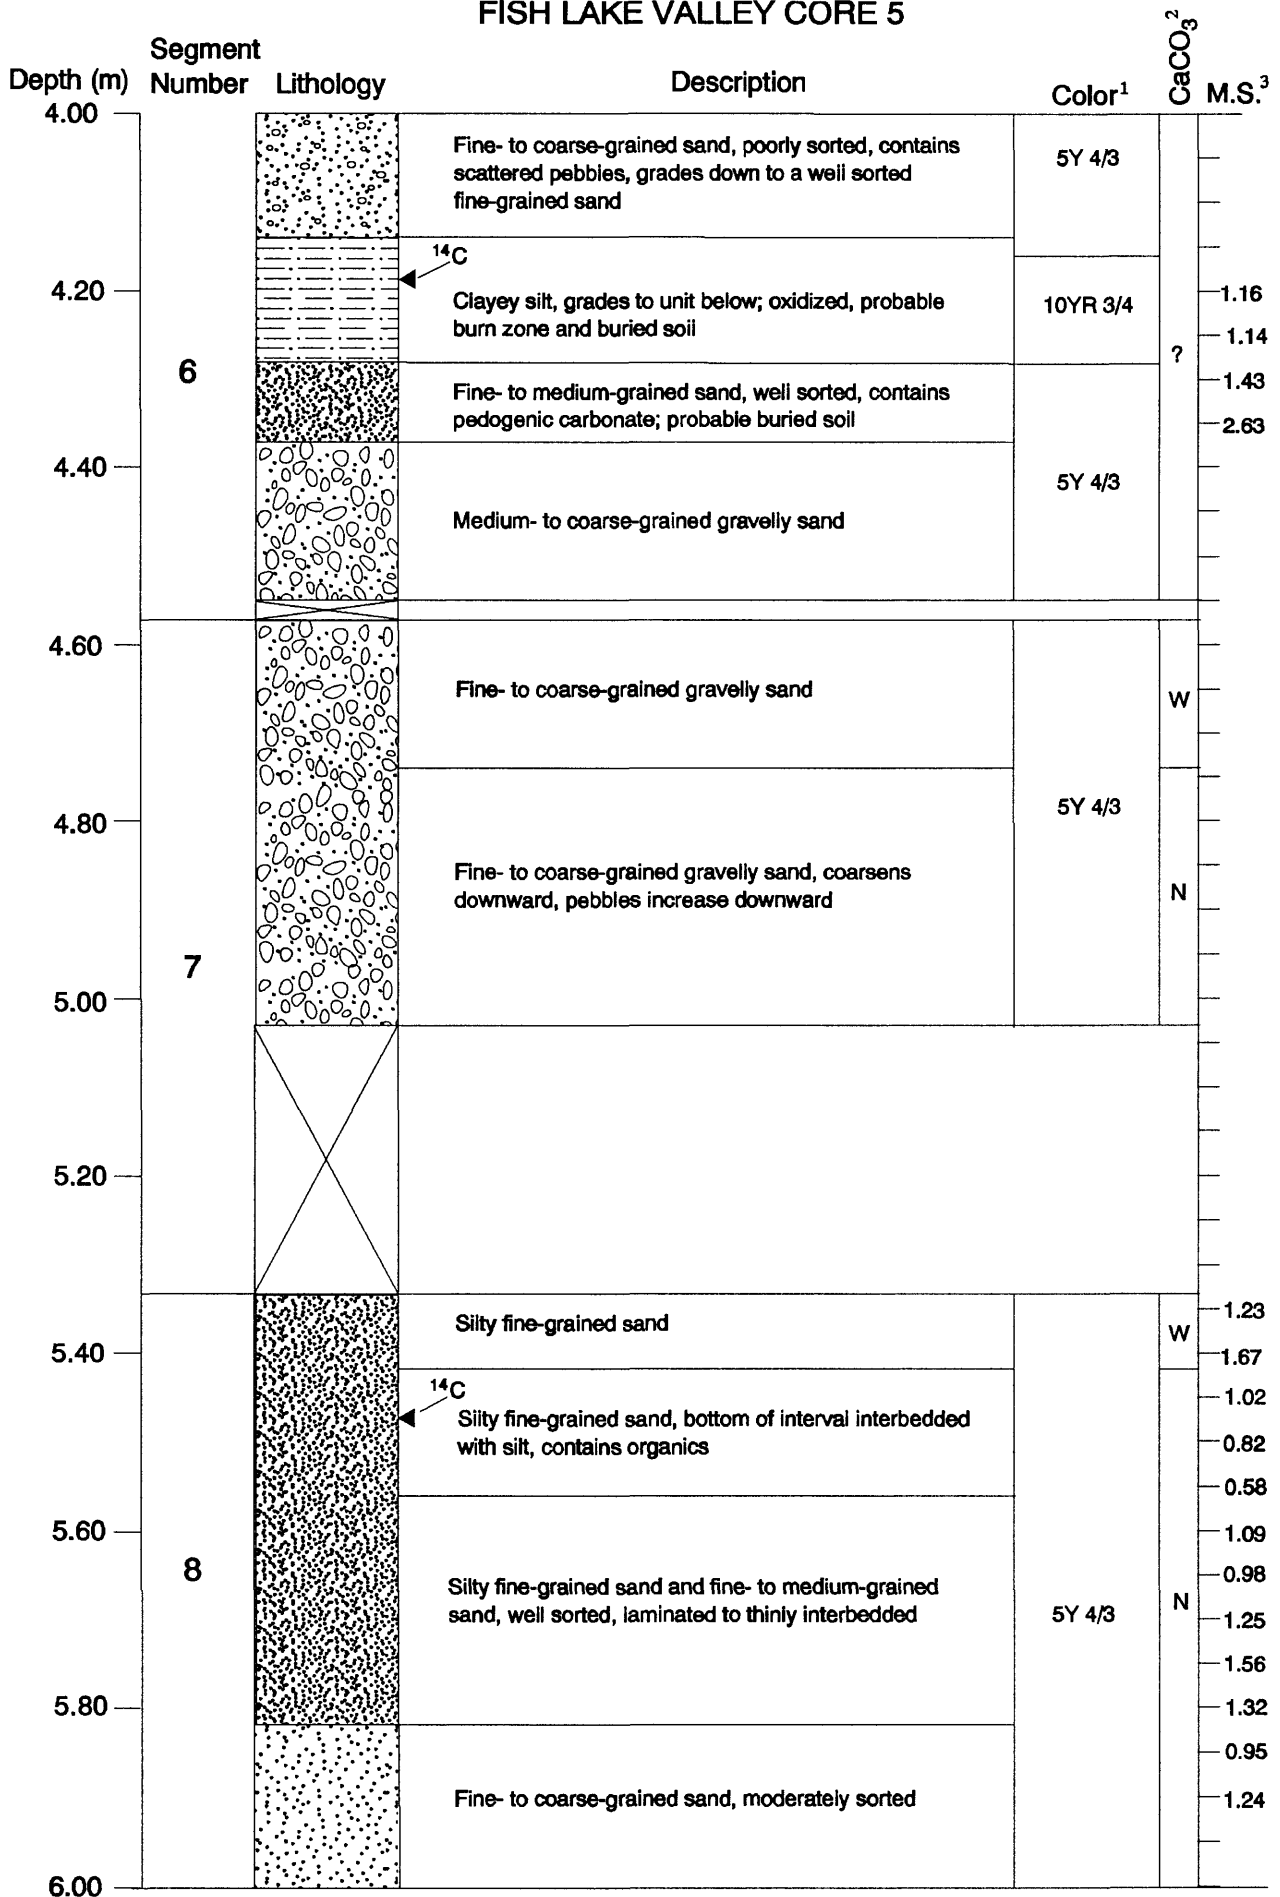 FISH LAKE VALLEY CORE 5
Depth (m)
Segment
Number
Lithology
Description
Color¹
CaCO₃²
M.S.³
4.00
Fine- to coarse-grained sand, poorly sorted, contains
scattered pebbles, grades down to a well sorted
fine-grained sand
5Y 4/3
¹⁴C
4.20
Clayey silt, grades to unit below; oxidized, probable
burn zone and buried soil
10YR 3/4
1.16
1.14
?
6
Fine- to medium-grained sand, well sorted, contains
pedogenic carbonate; probable buried soil
1.43
2.63
4.40
5Y 4/3
Medium- to coarse-grained gravelly sand
4.60
Fine- to coarse-grained gravelly sand
W
4.80
5Y 4/3
Fine- to coarse-grained gravelly sand, coarsens
downward, pebbles increase downward
N
7
5.00
5.20
Silty fine-grained sand
W
1.23
5.40
1.67
¹⁴C
1.02
Silty fine-grained sand, bottom of interval interbedded
with silt, contains organics
0.82
0.58
5.60
1.09
8
0.98
Silty fine-grained sand and fine- to medium-grained
sand, well sorted, laminated to thinly interbedded
5Y 4/3
N
1.25
1.56
5.80
1.32
0.95
Fine- to coarse-grained sand, moderately sorted
1.24
6.00